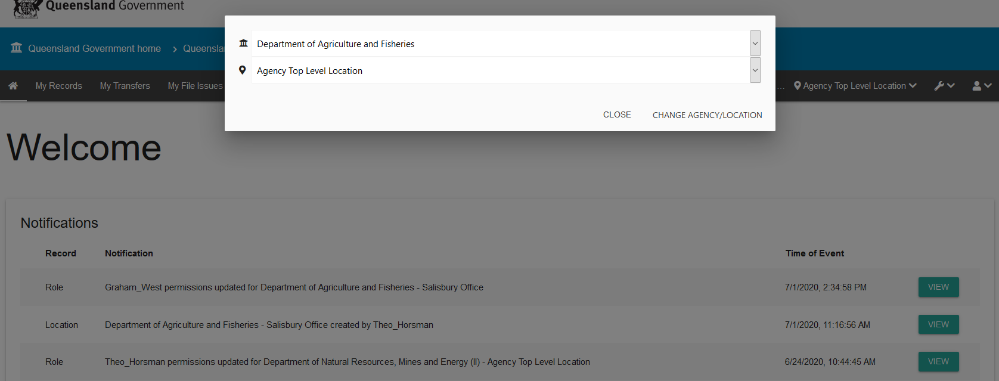 Queensland Government
Queensland Government home > Queensla
Department of Agriculture and Fisheries
Agency Top Level Location
CLOSE CHANGE AGENCY/LOCATION
My Records My Transfers My File Issues ... Agency Top Level Location
Welcome
Notifications
Record Notification Time of Event
Role Graham_West permissions updated for Department of Agriculture and Fisheries - Salisbury Office 7/1/2020, 2:34:58 PM VIEW
Location Department of Agriculture and Fisheries - Salisbury Office created by Theo_Horsman 7/1/2020, 11:16:56 AM VIEW
Role Theo_Horsman permissions updated for Department of Natural Resources, Mines and Energy (II) - Agency Top Level Location 6/24/2020, 10:44:45 AM VIEW